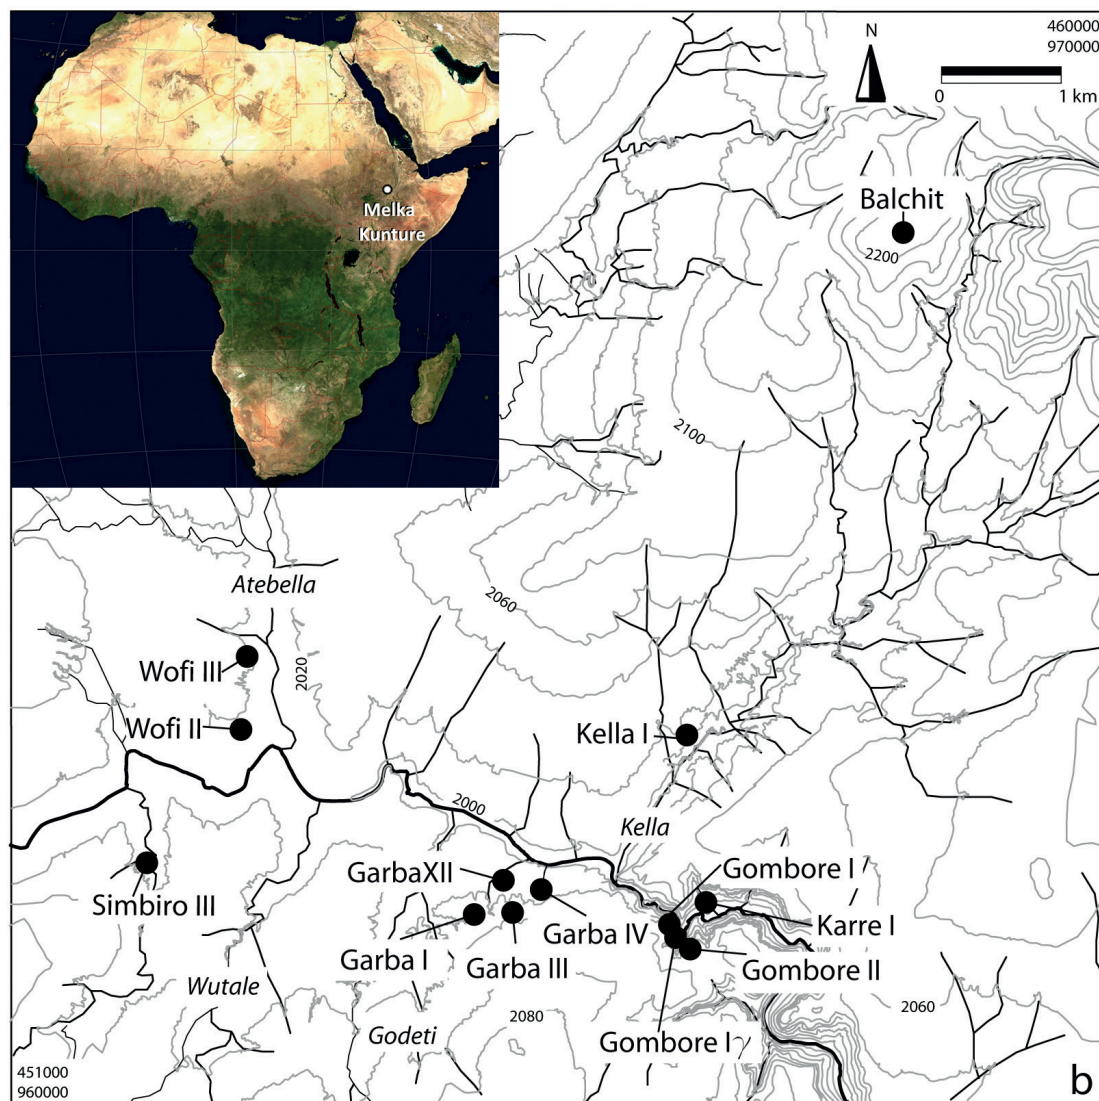 460000
970000
N
0 1 km
Melka
Kunture
Balchit
2200
2100
Atebella
2060
Wofi III
2020
Wofi II
Kella I
2000
Kella
GarbaXII
Gombore I
Simbiro III
Garba IV
Karre I
Garba I
Garba III
Gombore II
Wutale
2080
2060
Godeti
Gombore Iγ
451000
960000
b